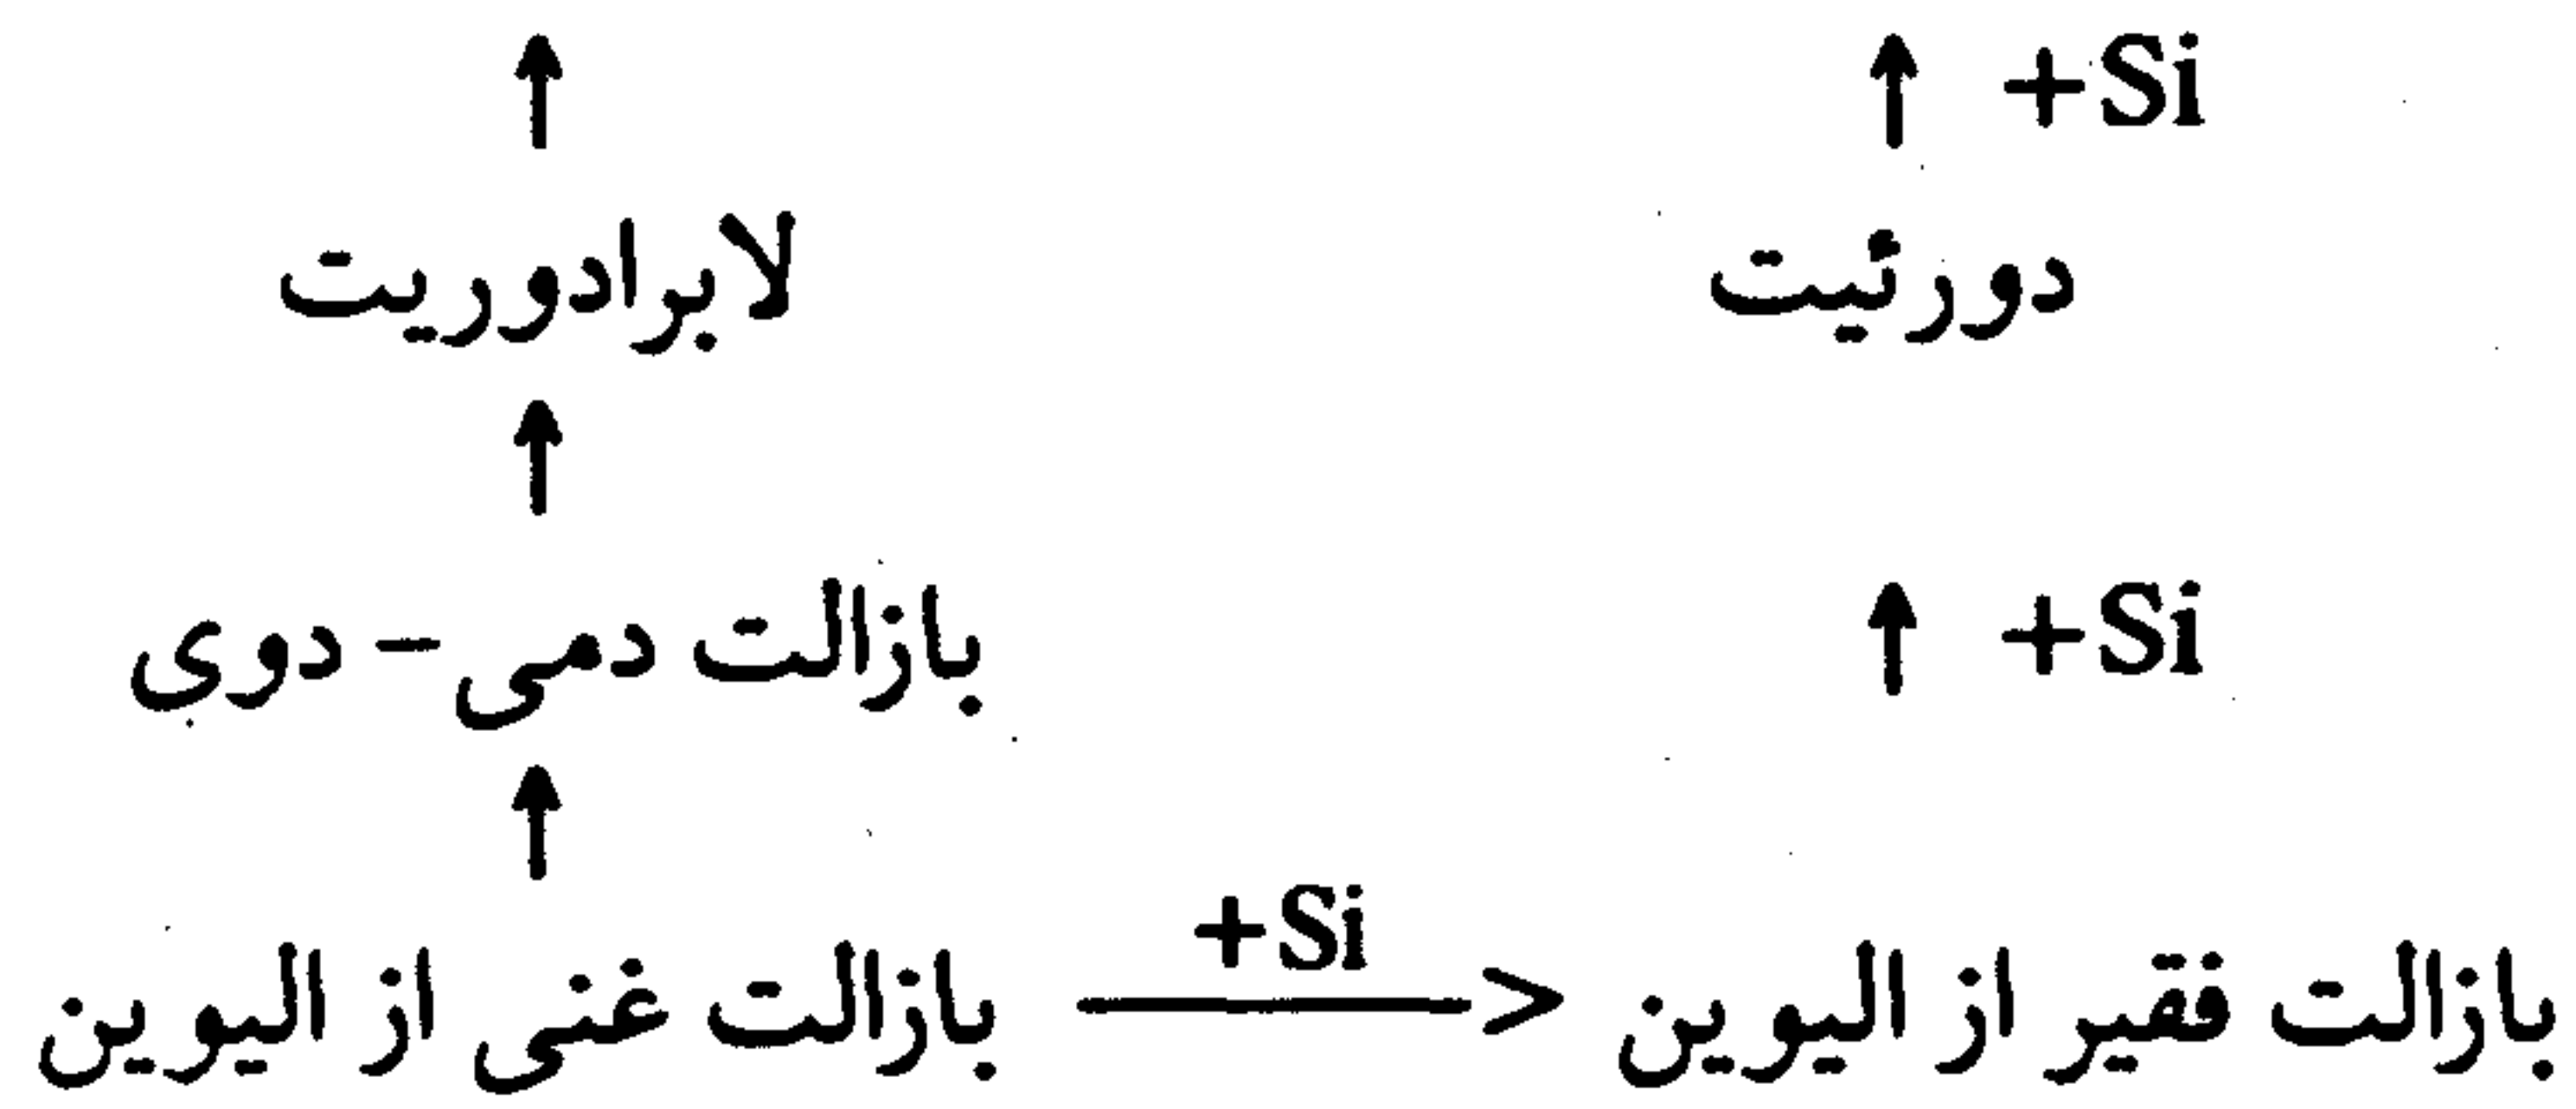 +Si
دورئیت لابرادوریت
+Si
بازالت دمی - دوی
+Si
بازالت فقیر از الیوین بازالت غنی از الیوین